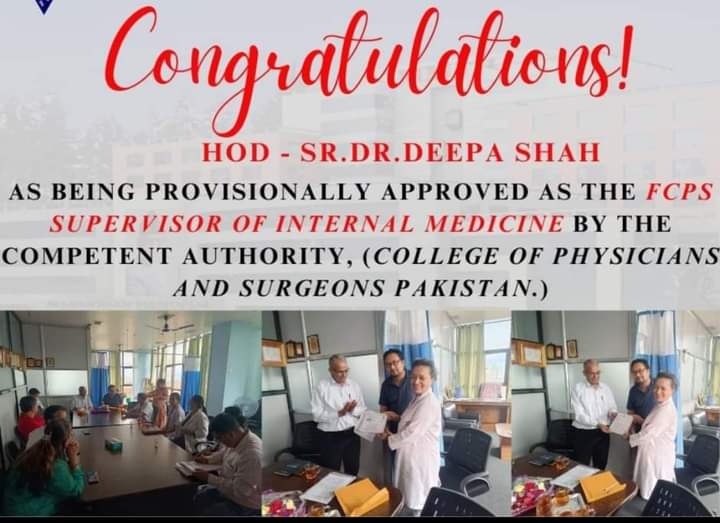 Congratulations!
HOD - SR.DR.DEEPA SHAH
AS BEING PROVISIONALLY APPROVED AS THE FCPS
SUPERVISOR OF INTERNAL MEDICINE BY THE
COMPETENT AUTHORITY, (COLLEGE OF PHYSICIANS
AND SURGEONS PAKISTAN.)